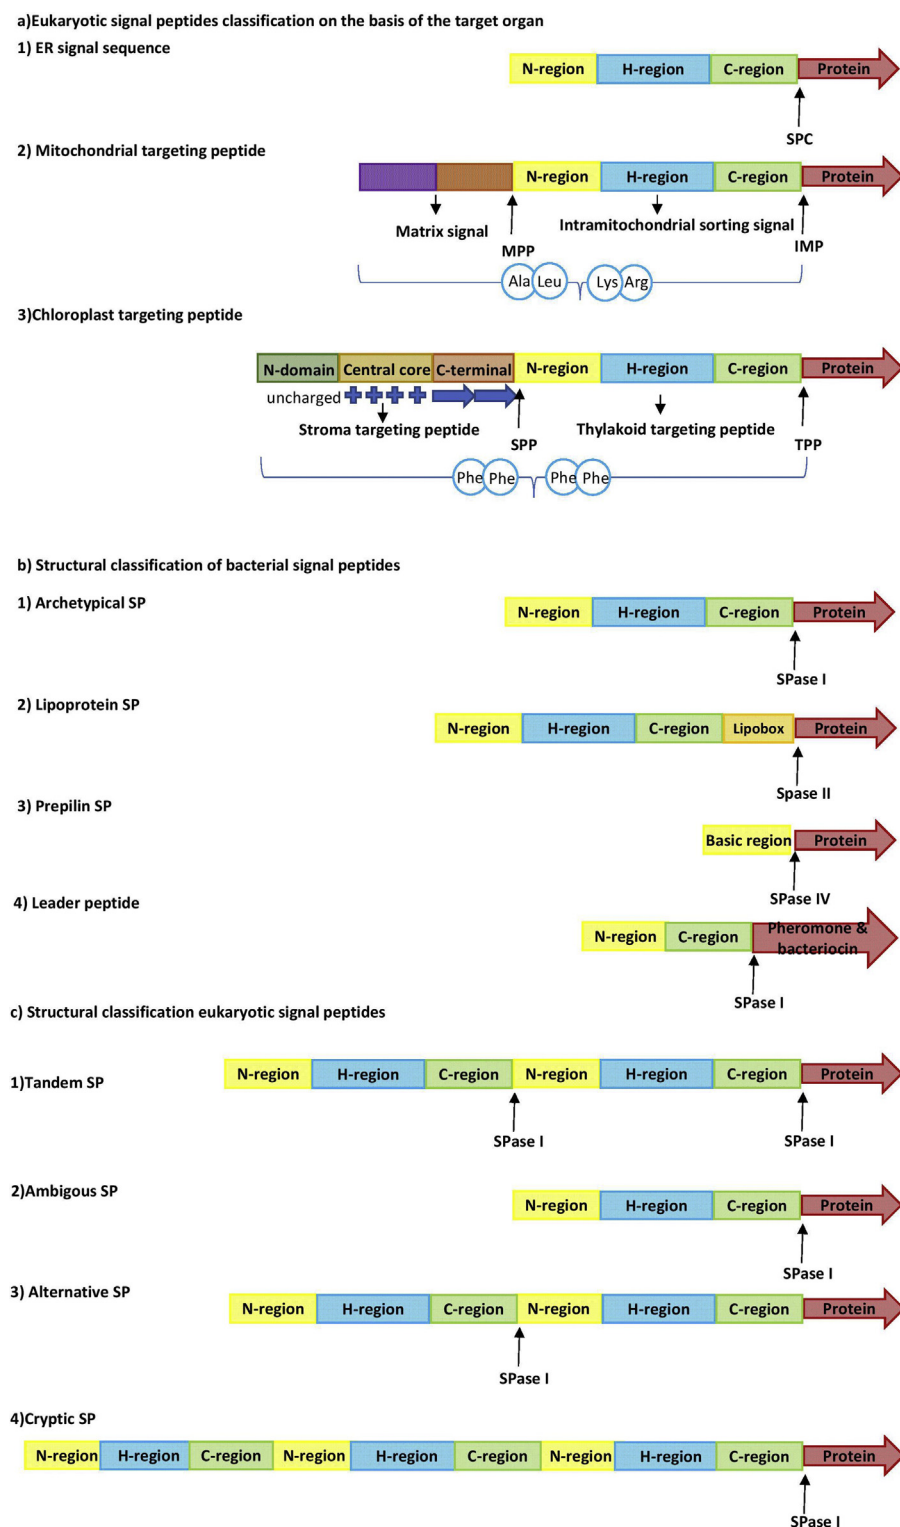 a)Eukaryotic signal peptides classification on the basis of the target organ
1) ER signal sequence
N-region H-region C-region Protein
SPC
2) Mitochondrial targeting peptide
N-region H-region C-region Protein
Matrix signal
MPP
Intramitochondrial sorting signal
IMP
Ala Leu Lys Arg
3)Chloroplast targeting peptide
N-domain Central core C-terminal N-region H-region C-region Protein
uncharged
Stroma targeting peptide
SPP
Thylakoid targeting peptide
TPP
Phe Phe Phe Phe
b) Structural classification of bacterial signal peptides
1) Archetypical SP
N-region H-region C-region Protein
SPase I
2) Lipoprotein SP
N-region H-region C-region Lipobox Protein
Spase II
3) Prepilin SP
Basic region Protein
SPase IV
4) Leader peptide
N-region C-region Pheromone &
bacteriocin
SPase I
c) Structural classification eukaryotic signal peptides
1)Tandem SP
N-region H-region C-region N-region H-region C-region Protein
SPase I SPase I
2)Ambigous SP
N-region H-region C-region Protein
SPase I
3) Alternative SP
N-region H-region C-region N-region H-region C-region Protein
SPase I
4)Cryptic SP
N-region H-region C-region N-region H-region C-region N-region H-region C-region Protein
SPase I